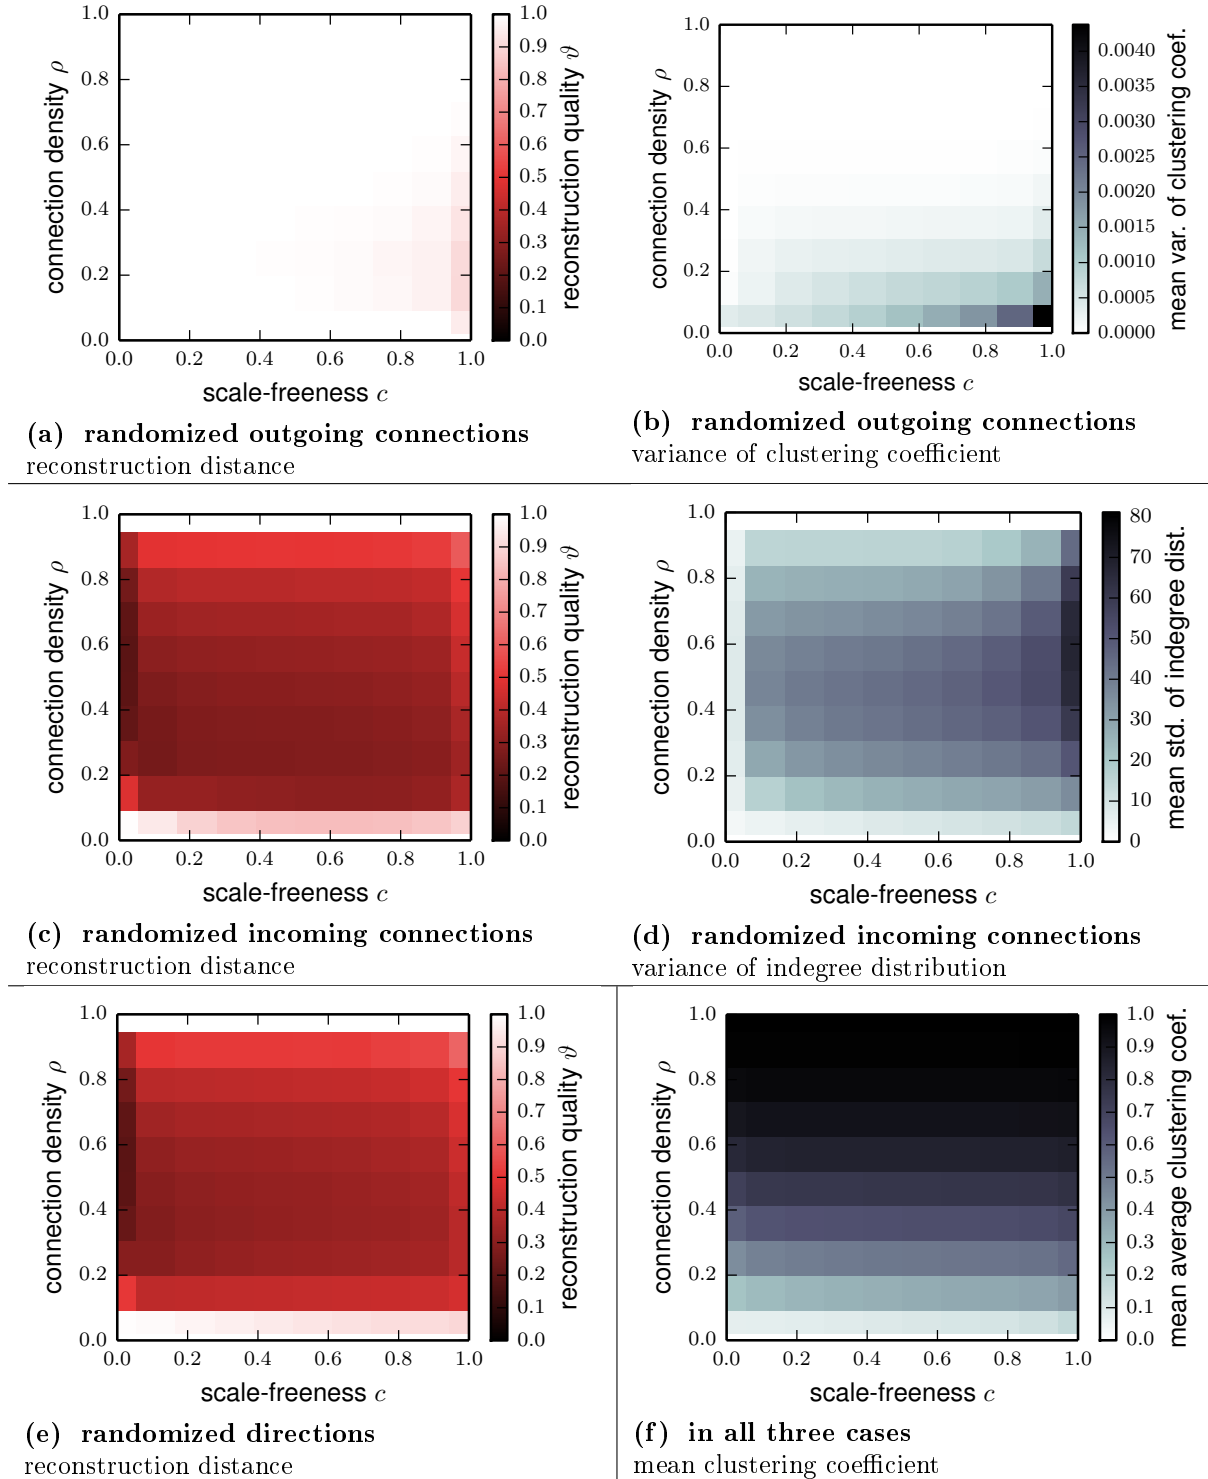 1.0
0.8
0.6
0.4
0.2
0.0
connection density ρ
0.0 0.2 0.4 0.6 0.8 1.0
scale-freeness c
1.0
0.9
0.8
0.7
0.6
0.5
0.4
0.3
0.2
0.1
0.0
reconstruction quality ϑ
(a) randomized outgoing connections
reconstruction distance
1.0
0.8
0.6
0.4
0.2
0.0
connection density ρ
0.0 0.2 0.4 0.6 0.8 1.0
scale-freeness c
0.0040
0.0035
0.0030
0.0025
0.0020
0.0015
0.0010
0.0005
0.0000
mean var. of clustering coef.
(b) randomized outgoing connections
variance of clustering coefficient
1.0
0.8
0.6
0.4
0.2
0.0
connection density ρ
0.0 0.2 0.4 0.6 0.8 1.0
scale-freeness c
1.0
0.9
0.8
0.7
0.6
0.5
0.4
0.3
0.2
0.1
0.0
reconstruction quality ϑ
(c) randomized incoming connections
reconstruction distance
1.0
0.8
0.6
0.4
0.2
0.0
connection density ρ
0.0 0.2 0.4 0.6 0.8 1.0
scale-freeness c
80
70
60
50
40
30
20
10
0
mean std. of indegree dist.
(d) randomized incoming connections
variance of indegree distribution
1.0
0.8
0.6
0.4
0.2
0.0
connection density ρ
0.0 0.2 0.4 0.6 0.8 1.0
scale-freeness c
1.0
0.9
0.8
0.7
0.6
0.5
0.4
0.3
0.2
0.1
0.0
reconstruction quality ϑ
(e) randomized directions
reconstruction distance
1.0
0.8
0.6
0.4
0.2
0.0
connection density ρ
0.0 0.2 0.4 0.6 0.8 1.0
scale-freeness c
1.0
0.9
0.8
0.7
0.6
0.5
0.4
0.3
0.2
0.1
0.0
mean average clustering coef.
(f) in all three cases
mean clustering coefficient